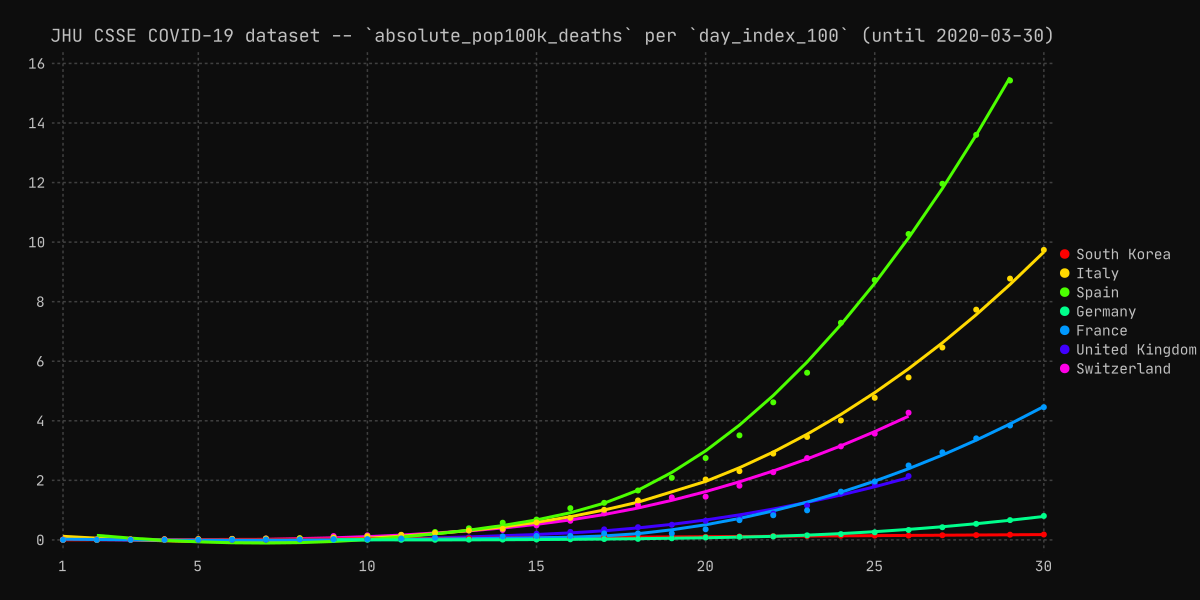 JHU CSSE COVID-19 dataset -- `absolute_pop100k_deaths` per `day_index_100` (until 2020-03-30)
16
14
12
10
8
6
4
2
0
1 5 10 15 20 25 30
South Korea
Italy
Spain
Germany
France
United Kingdom
Switzerland